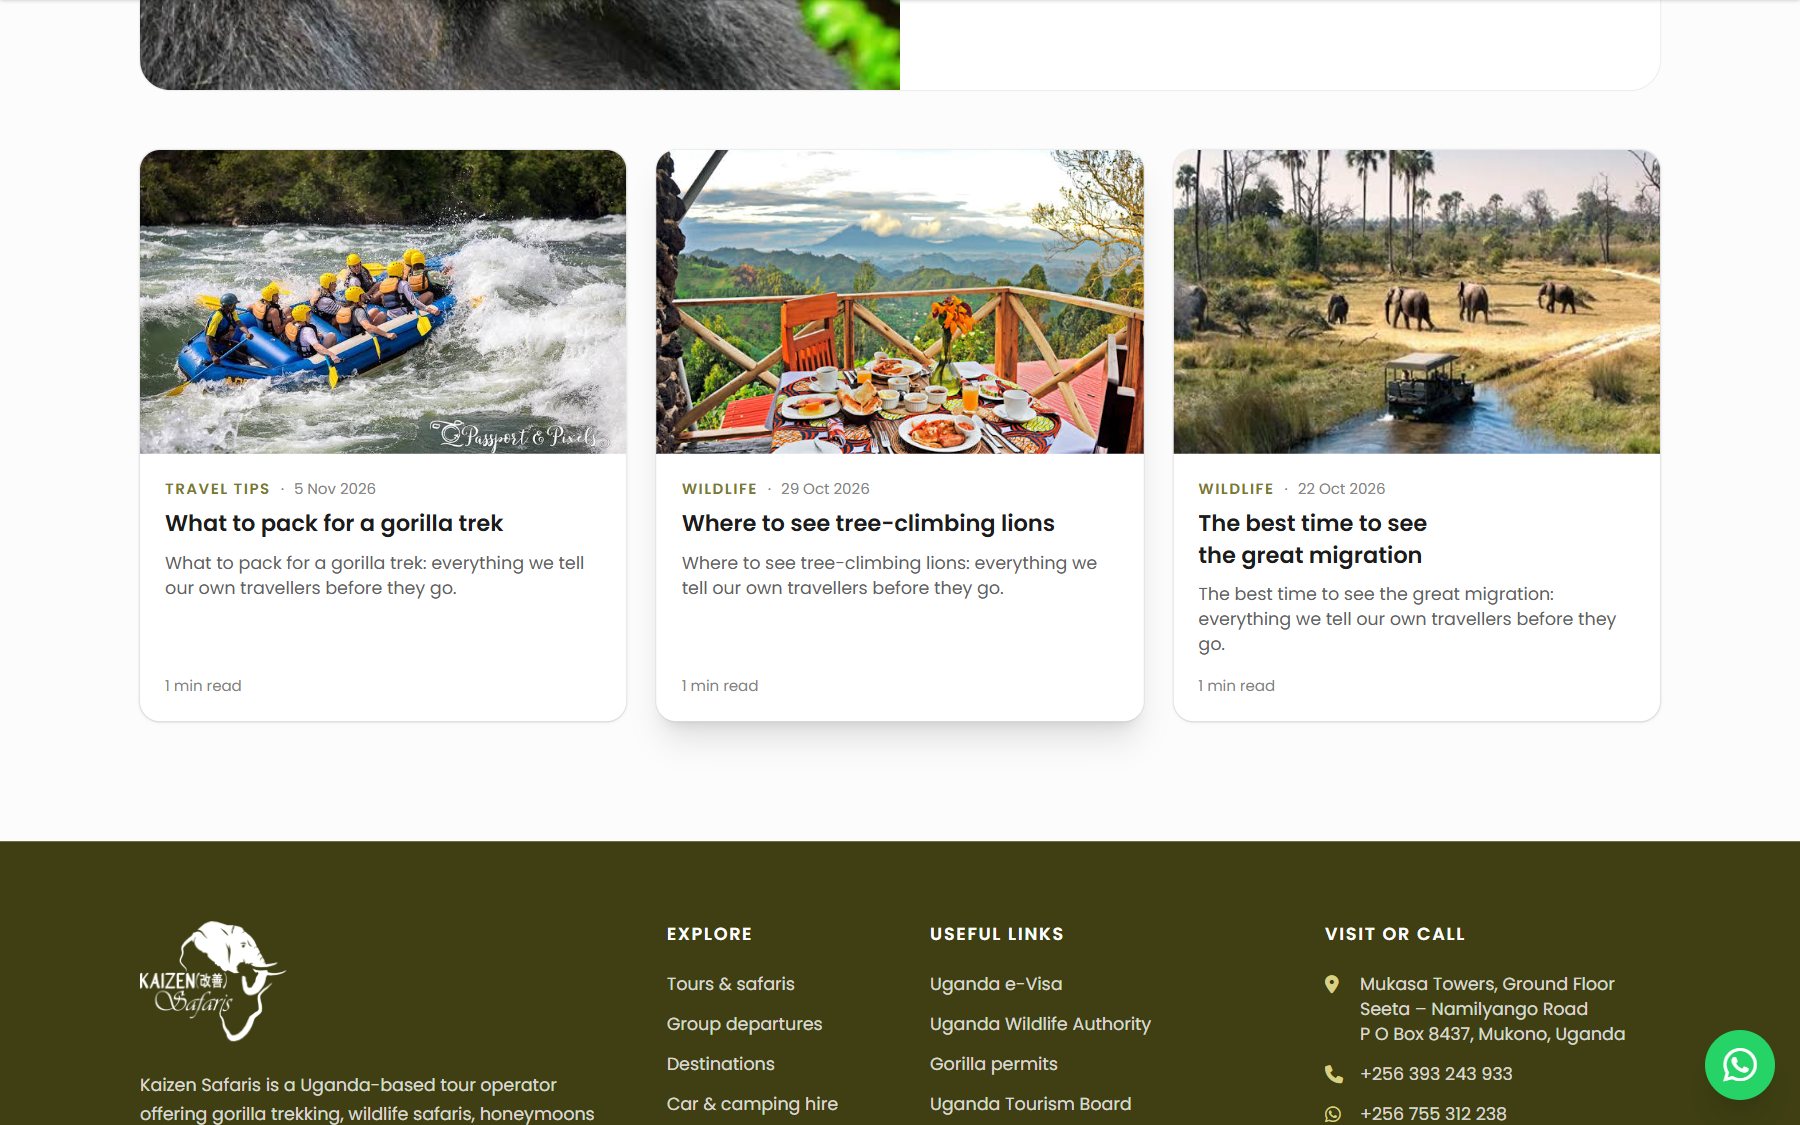 Passport & Pixels
TRAVEL TIPS · 5 Nov 2026
What to pack for a gorilla trek
What to pack for a gorilla trek: everything we tell
our own travellers before they go.
1 min read
WILDLIFE · 29 Oct 2026
Where to see tree-climbing lions
Where to see tree-climbing lions: everything we
tell our own travellers before they go.
1 min read
WILDLIFE · 22 Oct 2026
The best time to see
the great migration
The best time to see the great migration:
everything we tell our own travellers before they
go.
1 min read
KAIZEN(改善)
Safaris
Kaizen Safaris is a Uganda-based tour operator
offering gorilla trekking, wildlife safaris, honeymoons
EXPLORE
Tours & safaris
Group departures
Destinations
Car & camping hire
USEFUL LINKS
Uganda e-Visa
Uganda Wildlife Authority
Gorilla permits
Uganda Tourism Board
VISIT OR CALL
Mukasa Towers, Ground Floor
Seeta – Namilyango Road
P O Box 8437, Mukono, Uganda
+256 393 243 933
+256 755 312 238